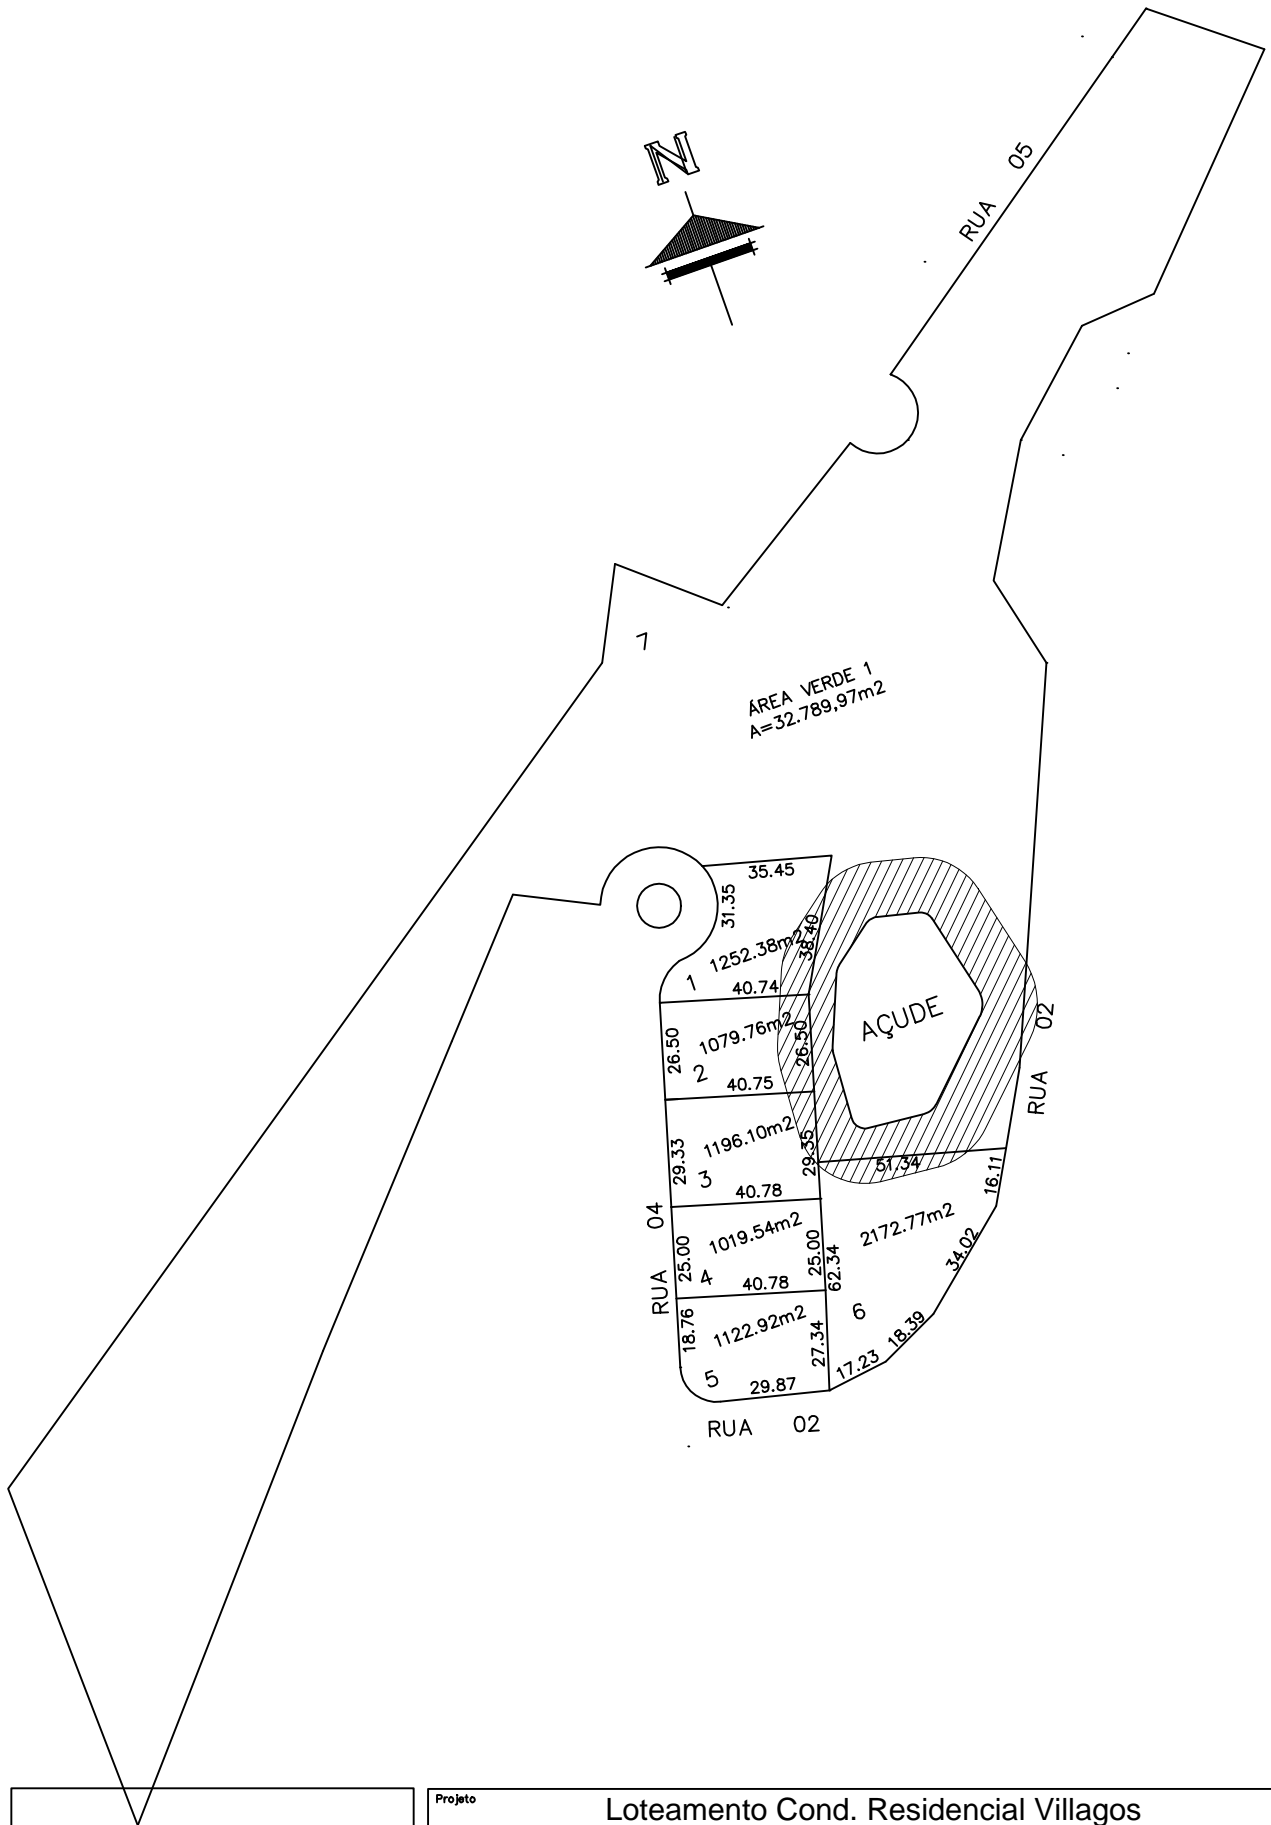 N
RUA 05
7
ÁREA VERDE 1
A=32.789,97m2
35.45
31.35
38.40
1252.38m2
1
40.74
26.50
1079.76m2
26.50
2
40.75
AÇUDE
RUA 02
29.33
1196.10m2
29.35
3
40.78
51.34
16.11
RUA 04
25.00
1019.54m2
25.00
4
40.78
62.34
2172.77m2
34.02
6
18.76
1122.92m2
27.34
5
29.87
17.23
18.39
RUA 02
Projeto
Loteamento Cond. Residencial Villagos